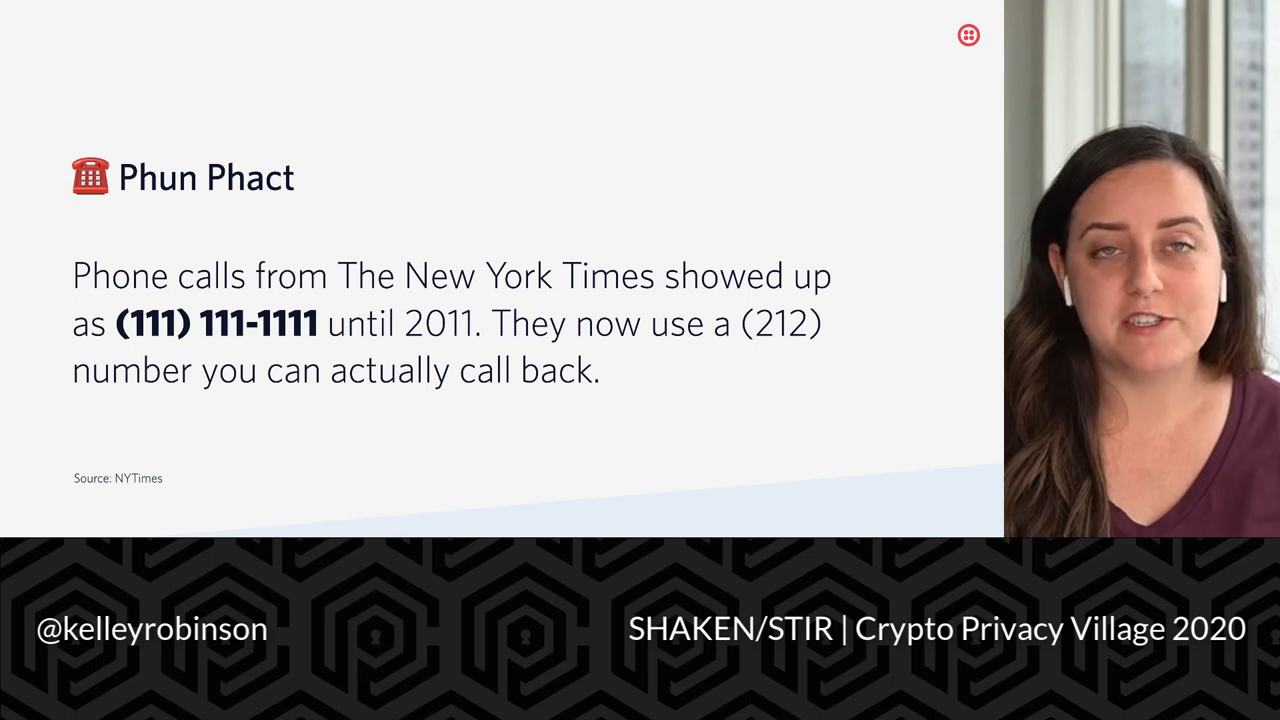 Phun Phact
Phone calls from The New York Times showed up
as (111) 111-1111 until 2011. They now use a (212)
number you can actually call back.
Source: NYTimes
@kelleyrobinson
SHAKEN/STIR | Crypto Privacy Village 2020